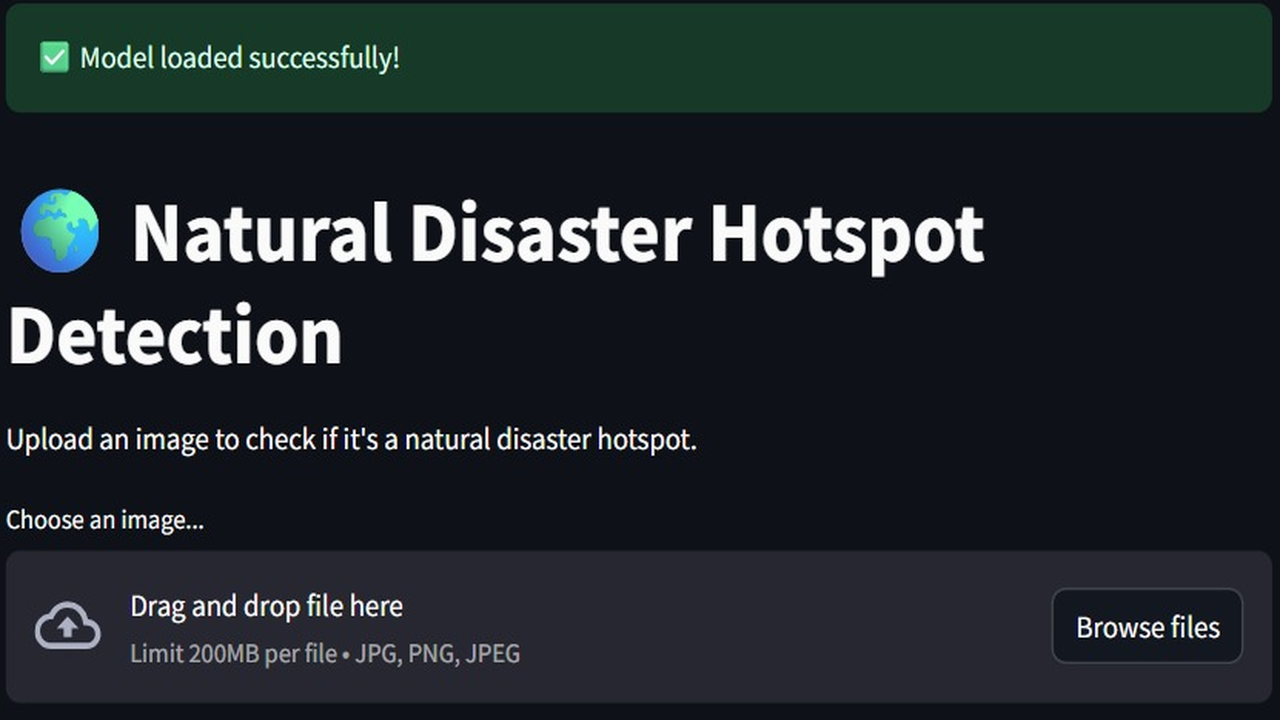 ✅ Model loaded successfully!
🌍 Natural Disaster Hotspot
Detection
Upload an image to check if it's a natural disaster hotspot.
Choose an image...
Drag and drop file here
Limit 200MB per file • JPG, PNG, JPEG
Browse files